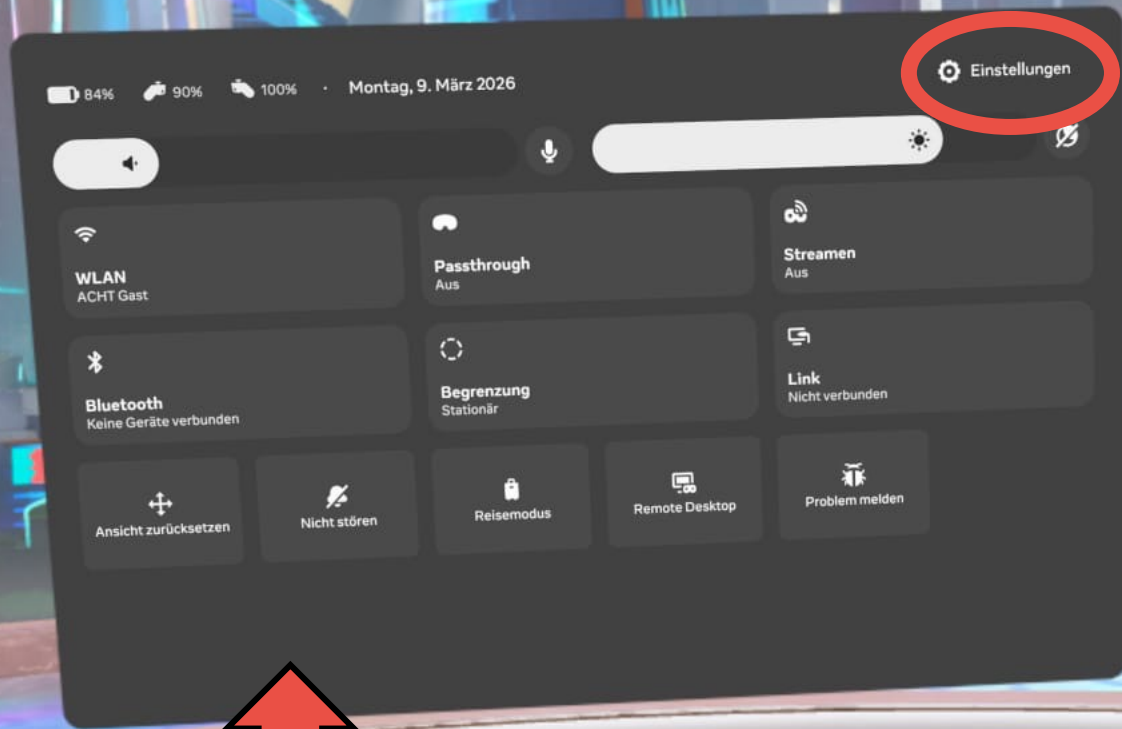 84% 90% 100% · Montag, 9. März 2026
Einstellungen
WLAN
ACHT Gast
Passthrough
Aus
Streamen
Aus
Bluetooth
Keine Geräte verbunden
Begrenzung
Stationär
Link
Nicht verbunden
Ansicht zurücksetzen
Nicht stören
Reisemodus
Remote Desktop
Problem melden